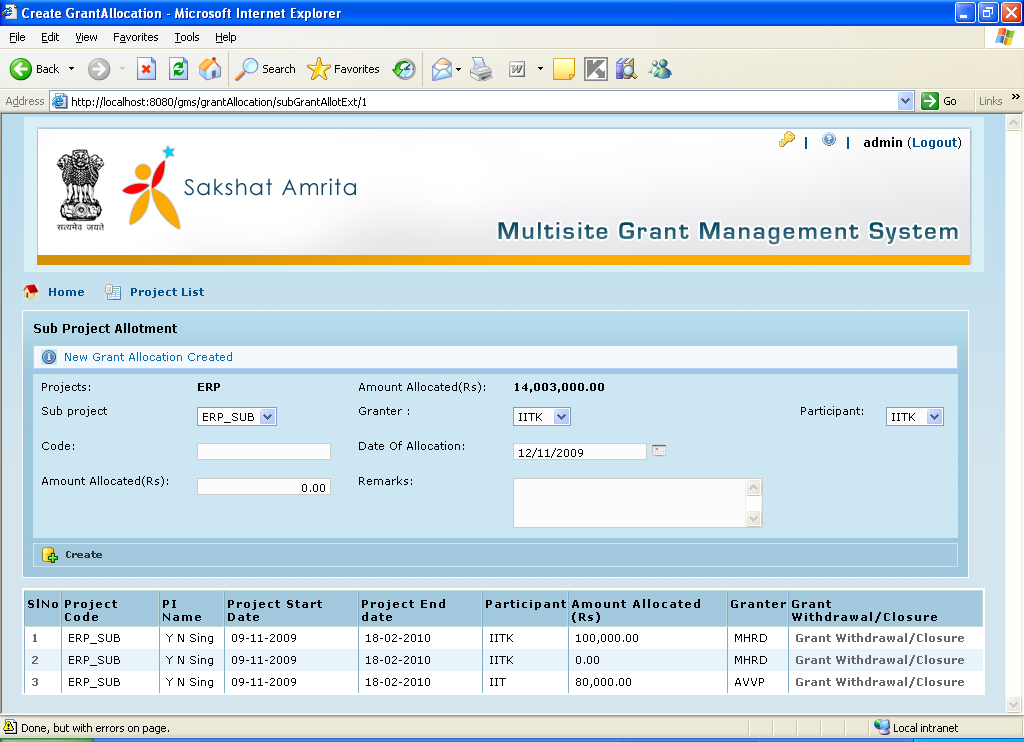 Create GrantAllocation - Microsoft Internet Explorer
File Edit View Favorites Tools Help
Back Search Favorites
Address http://localhost:8080/gms/grantAllocation/subGrantAllotExt/1 Go Links »
| | admin (Logout)
सत्यमेव जयते
Sakshat Amrita
Multisite Grant Management System
Home Project List
Sub Project Allotment
New Grant Allocation Created
Projects: ERP Amount Allocated(Rs): 14,003,000.00
Sub project ERP_SUB Granter : IITK Participant: IITK
Code: Date Of Allocation: 12/11/2009
Amount Allocated(Rs): 0.00 Remarks:
Create
SlNo Project Code PI Name Project Start Date Project End date Participant Amount Allocated (Rs) Granter Grant Withdrawal/Closure
1 ERP_SUB Y N Sing 09-11-2009 18-02-2010 IITK 100,000.00 MHRD Grant Withdrawal/Closure
2 ERP_SUB Y N Sing 09-11-2009 18-02-2010 IITK 0.00 MHRD Grant Withdrawal/Closure
3 ERP_SUB Y N Sing 09-11-2009 18-02-2010 IIT 80,000.00 AVVP Grant Withdrawal/Closure
Done, but with errors on page. Local intranet